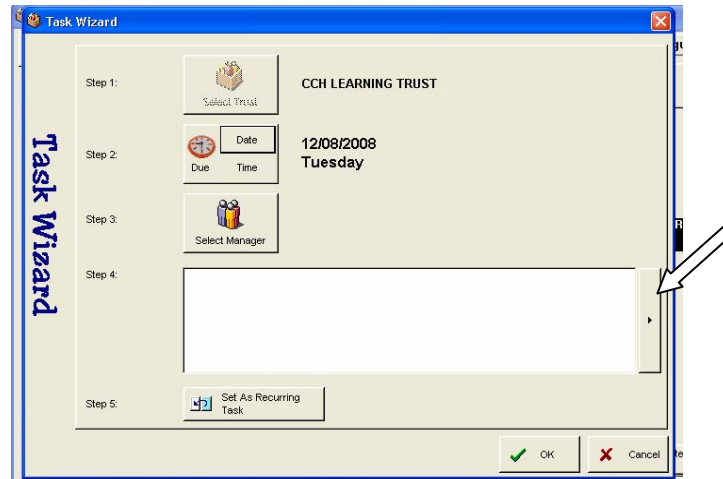 Task Wizard
Step 1:
Select Trust
CCH LEARNING TRUST
Step 2:
Date
Due
Time
12/08/2008
Tuesday
Step 3:
Select Manager
Step 4:
Step 5:
Set As Recurring
Task
OK
Cancel
Task Wizard